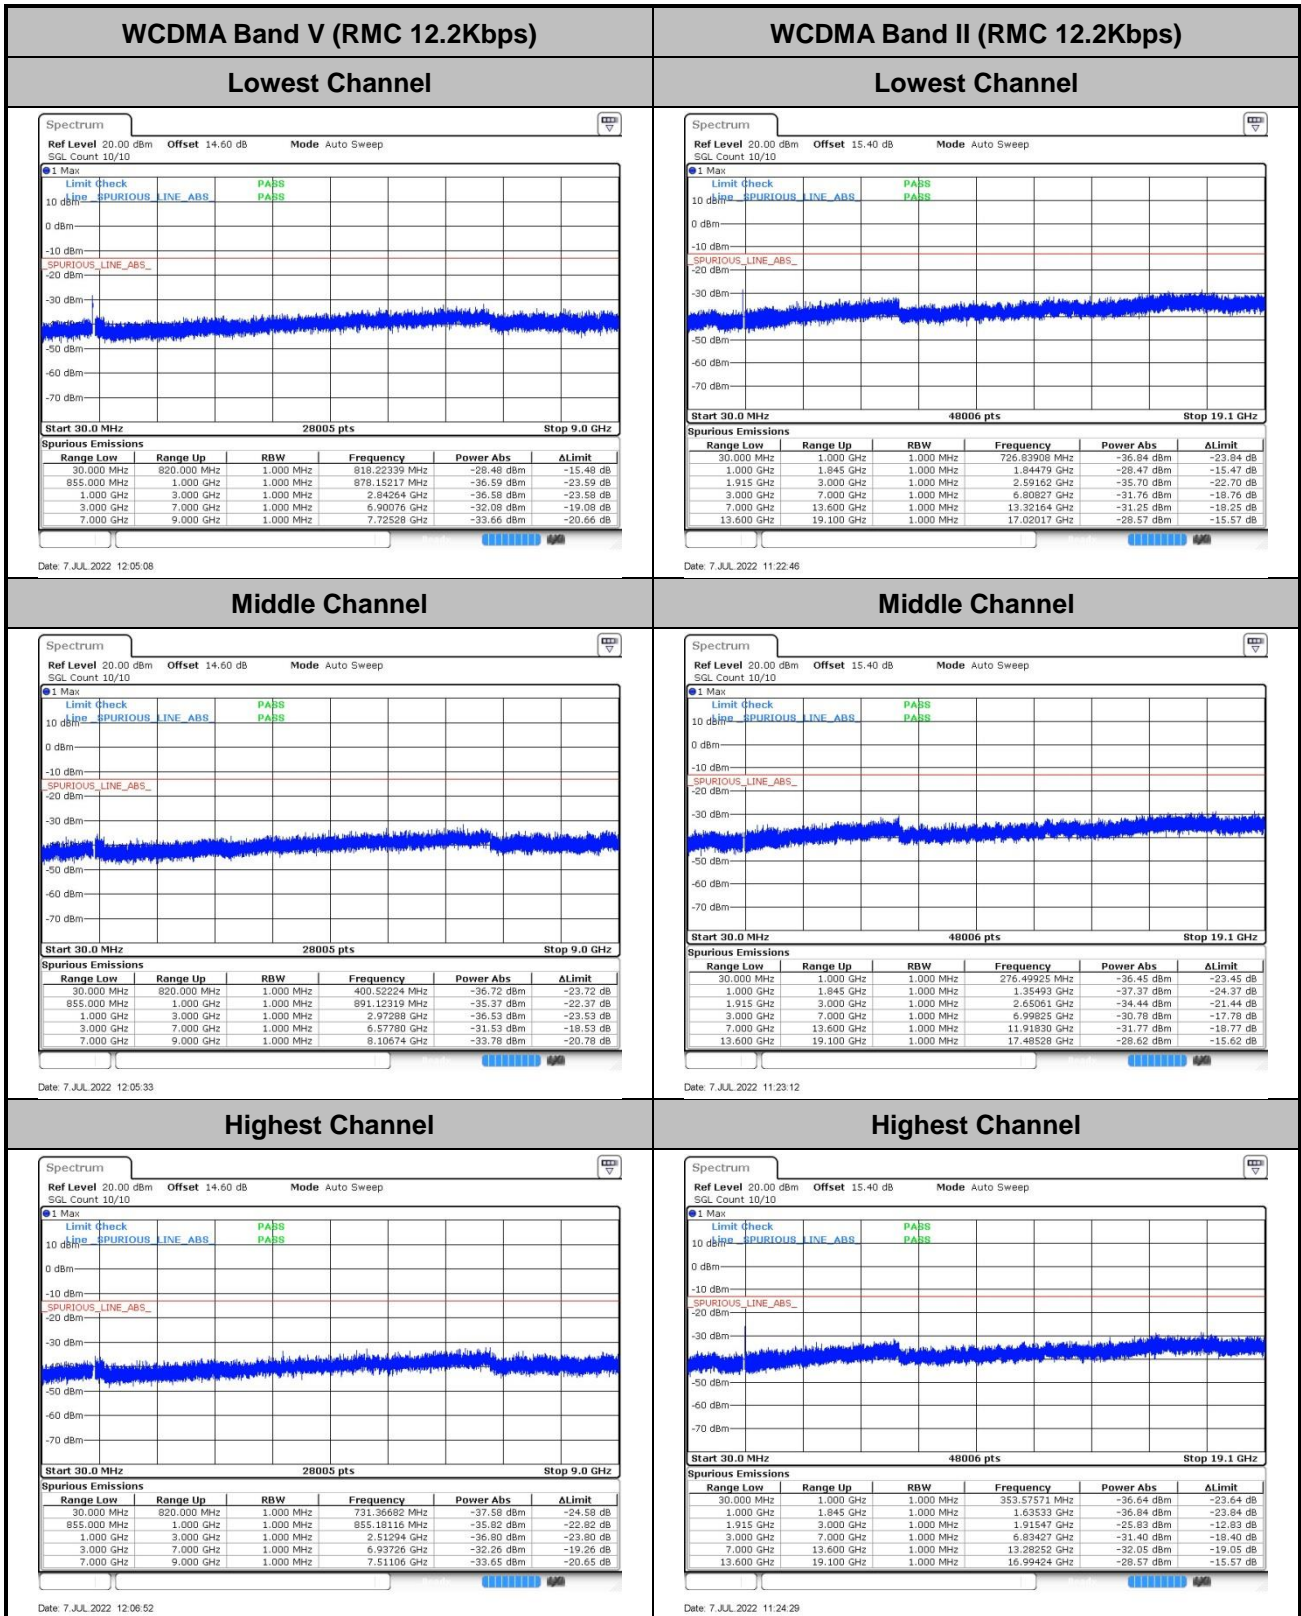 WCDMA Band V (RMC 12.2Kbps) WCDMA Band II (RMC 12.2Kbps)
Lowest Channel Lowest Channel
Spectrum
Ref Level 20.00 dBm Offset 14.60 dB Mode Auto Sweep
SGL Count 10/10
1 Max
Limit Check PASS
Line _SPURIOUS_LINE_ABS_ PASS
10 dBm
0 dBm
-10 dBm
_SPURIOUS_LINE_ABS_
-20 dBm
-30 dBm
-50 dBm
-60 dBm
-70 dBm
Start 30.0 MHz 28005 pts Stop 9.0 GHz
Spurious Emissions
Range Low Range Up RBW Frequency Power Abs ΔLimit
30.000 MHz 820.000 MHz 1.000 MHz 818.22339 MHz -28.48 dBm -15.48 dB
855.000 MHz 1.000 GHz 1.000 MHz 878.15217 MHz -36.59 dBm -23.59 dB
1.000 GHz 3.000 GHz 1.000 MHz 2.84264 GHz -36.58 dBm -23.58 dB
3.000 GHz 7.000 GHz 1.000 MHz 6.90076 GHz -32.08 dBm -19.08 dB
7.000 GHz 9.000 GHz 1.000 MHz 7.72528 GHz -33.66 dBm -20.66 dB
Date: 7.JUL.2022 12:05:08
Spectrum
Ref Level 20.00 dBm Offset 15.40 dB Mode Auto Sweep
SGL Count 10/10
1 Max
Limit Check PASS
Line _SPURIOUS_LINE_ABS_ PASS
10 dBm
0 dBm
-10 dBm
_SPURIOUS_LINE_ABS_
-20 dBm
-30 dBm
-50 dBm
-60 dBm
-70 dBm
Start 30.0 MHz 48006 pts Stop 19.1 GHz
Spurious Emissions
Range Low Range Up RBW Frequency Power Abs ΔLimit
30.000 MHz 1.000 GHz 1.000 MHz 726.83908 MHz -36.84 dBm -23.84 dB
1.000 GHz 1.845 GHz 1.000 MHz 1.84479 GHz -28.47 dBm -15.47 dB
1.915 GHz 3.000 GHz 1.000 MHz 2.59162 GHz -35.70 dBm -22.70 dB
3.000 GHz 7.000 GHz 1.000 MHz 6.80827 GHz -31.76 dBm -18.76 dB
7.000 GHz 13.600 GHz 1.000 MHz 13.32164 GHz -31.25 dBm -18.25 dB
13.600 GHz 19.100 GHz 1.000 MHz 17.02017 GHz -28.57 dBm -15.57 dB
Date: 7.JUL.2022 11:22:46
Middle Channel Middle Channel
Spectrum
Ref Level 20.00 dBm Offset 14.60 dB Mode Auto Sweep
SGL Count 10/10
1 Max
Limit Check PASS
Line _SPURIOUS_LINE_ABS_ PASS
10 dBm
0 dBm
-10 dBm
_SPURIOUS_LINE_ABS_
-20 dBm
-30 dBm
-50 dBm
-60 dBm
-70 dBm
Start 30.0 MHz 28005 pts Stop 9.0 GHz
Spurious Emissions
Range Low Range Up RBW Frequency Power Abs ΔLimit
30.000 MHz 820.000 MHz 1.000 MHz 400.52224 MHz -36.72 dBm -23.72 dB
855.000 MHz 1.000 GHz 1.000 MHz 891.12319 MHz -35.37 dBm -22.37 dB
1.000 GHz 3.000 GHz 1.000 MHz 2.97288 GHz -36.53 dBm -23.53 dB
3.000 GHz 7.000 GHz 1.000 MHz 6.57780 GHz -31.53 dBm -18.53 dB
7.000 GHz 9.000 GHz 1.000 MHz 8.10674 GHz -33.78 dBm -20.78 dB
Date: 7.JUL.2022 12:05:33
Spectrum
Ref Level 20.00 dBm Offset 15.40 dB Mode Auto Sweep
SGL Count 10/10
1 Max
Limit Check PASS
Line _SPURIOUS_LINE_ABS_ PASS
10 dBm
0 dBm
-10 dBm
_SPURIOUS_LINE_ABS_
-20 dBm
-30 dBm
-50 dBm
-60 dBm
-70 dBm
Start 30.0 MHz 48006 pts Stop 19.1 GHz
Spurious Emissions
Range Low Range Up RBW Frequency Power Abs ΔLimit
30.000 MHz 1.000 GHz 1.000 MHz 276.49925 MHz -36.45 dBm -23.45 dB
1.000 GHz 1.845 GHz 1.000 MHz 1.35493 GHz -37.37 dBm -24.37 dB
1.915 GHz 3.000 GHz 1.000 MHz 2.65061 GHz -34.44 dBm -21.44 dB
3.000 GHz 7.000 GHz 1.000 MHz 6.99825 GHz -30.78 dBm -17.78 dB
7.000 GHz 13.600 GHz 1.000 MHz 11.91830 GHz -31.77 dBm -18.77 dB
13.600 GHz 19.100 GHz 1.000 MHz 17.48528 GHz -28.62 dBm -15.62 dB
Date: 7.JUL.2022 11:23:12
Highest Channel Highest Channel
Spectrum
Ref Level 20.00 dBm Offset 14.60 dB Mode Auto Sweep
SGL Count 10/10
1 Max
Limit Check PASS
Line _SPURIOUS_LINE_ABS_ PASS
10 dBm
0 dBm
-10 dBm
_SPURIOUS_LINE_ABS_
-20 dBm
-30 dBm
-50 dBm
-60 dBm
-70 dBm
Start 30.0 MHz 28005 pts Stop 9.0 GHz
Spurious Emissions
Range Low Range Up RBW Frequency Power Abs ΔLimit
30.000 MHz 820.000 MHz 1.000 MHz 731.36682 MHz -37.58 dBm -24.58 dB
855.000 MHz 1.000 GHz 1.000 MHz 855.18116 MHz -35.82 dBm -22.82 dB
1.000 GHz 3.000 GHz 1.000 MHz 2.51294 GHz -36.80 dBm -23.80 dB
3.000 GHz 7.000 GHz 1.000 MHz 6.93726 GHz -32.26 dBm -19.26 dB
7.000 GHz 9.000 GHz 1.000 MHz 7.51106 GHz -33.65 dBm -20.65 dB
Date: 7.JUL.2022 12:06:52
Spectrum
Ref Level 20.00 dBm Offset 15.40 dB Mode Auto Sweep
SGL Count 10/10
1 Max
Limit Check PASS
Line _SPURIOUS_LINE_ABS_ PASS
10 dBm
0 dBm
-10 dBm
_SPURIOUS_LINE_ABS_
-20 dBm
-30 dBm
-50 dBm
-60 dBm
-70 dBm
Start 30.0 MHz 48006 pts Stop 19.1 GHz
Spurious Emissions
Range Low Range Up RBW Frequency Power Abs ΔLimit
30.000 MHz 1.000 GHz 1.000 MHz 353.57571 MHz -36.64 dBm -23.64 dB
1.000 GHz 1.845 GHz 1.000 MHz 1.63533 GHz -36.84 dBm -23.84 dB
1.915 GHz 3.000 GHz 1.000 MHz 1.91547 GHz -25.83 dBm -12.83 dB
3.000 GHz 7.000 GHz 1.000 MHz 6.83427 GHz -31.40 dBm -18.40 dB
7.000 GHz 13.600 GHz 1.000 MHz 13.28252 GHz -32.05 dBm -19.05 dB
13.600 GHz 19.100 GHz 1.000 MHz 16.99424 GHz -28.57 dBm -15.57 dB
Date: 7.JUL.2022 11:24:29